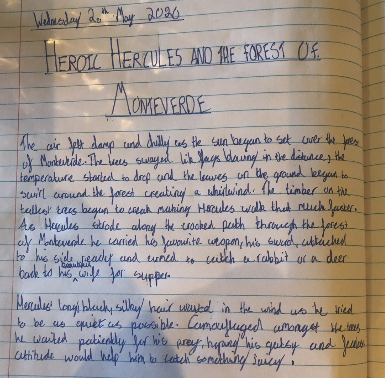 Wednesday 20th May 2020
HEROIC HERCULES AND THE FOREST OF
MONTEVERDE
The air felt damp and chilly as the sun began to set over the forest
of Monteverde. The trees swayed like flags blowing in the distance, the
temperature started to drop and the leaves on the ground began to
swirl around the forest creating a whirlwind. The timber on the
tallest trees began to creak making Hercules walk that much faster.
As Hercules strode along the crooked path through the forest
of Monteverde he carried his favourite weapon, his sword, attached
to his side ready and armed to catch a rabbit or a deer
back to his beautiful wife for supper.
Hercules' long, black, silky hair in the wind as he tried
to be as quiet as possible. Camouflaged amongst the trees
he waited patiently for his prey, hoping his gutsy and fearless
attitude would help him to catch something juicy!